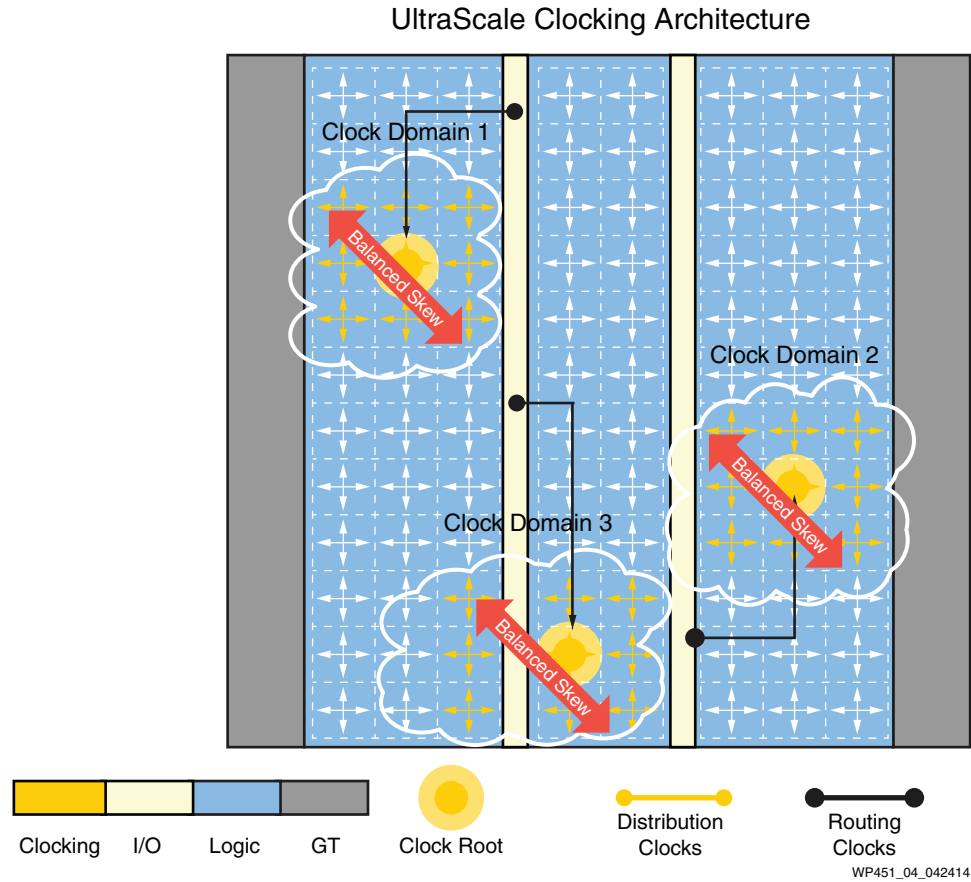 UltraScale Clocking Architecture
Clock Domain 1
Balanced Skew
Clock Domain 2
Balanced Skew
Clock Domain 3
Balanced Skew
Clocking I/O Logic GT Clock Root
Distribution
Clocks
Routing
Clocks
WP451_04_042414